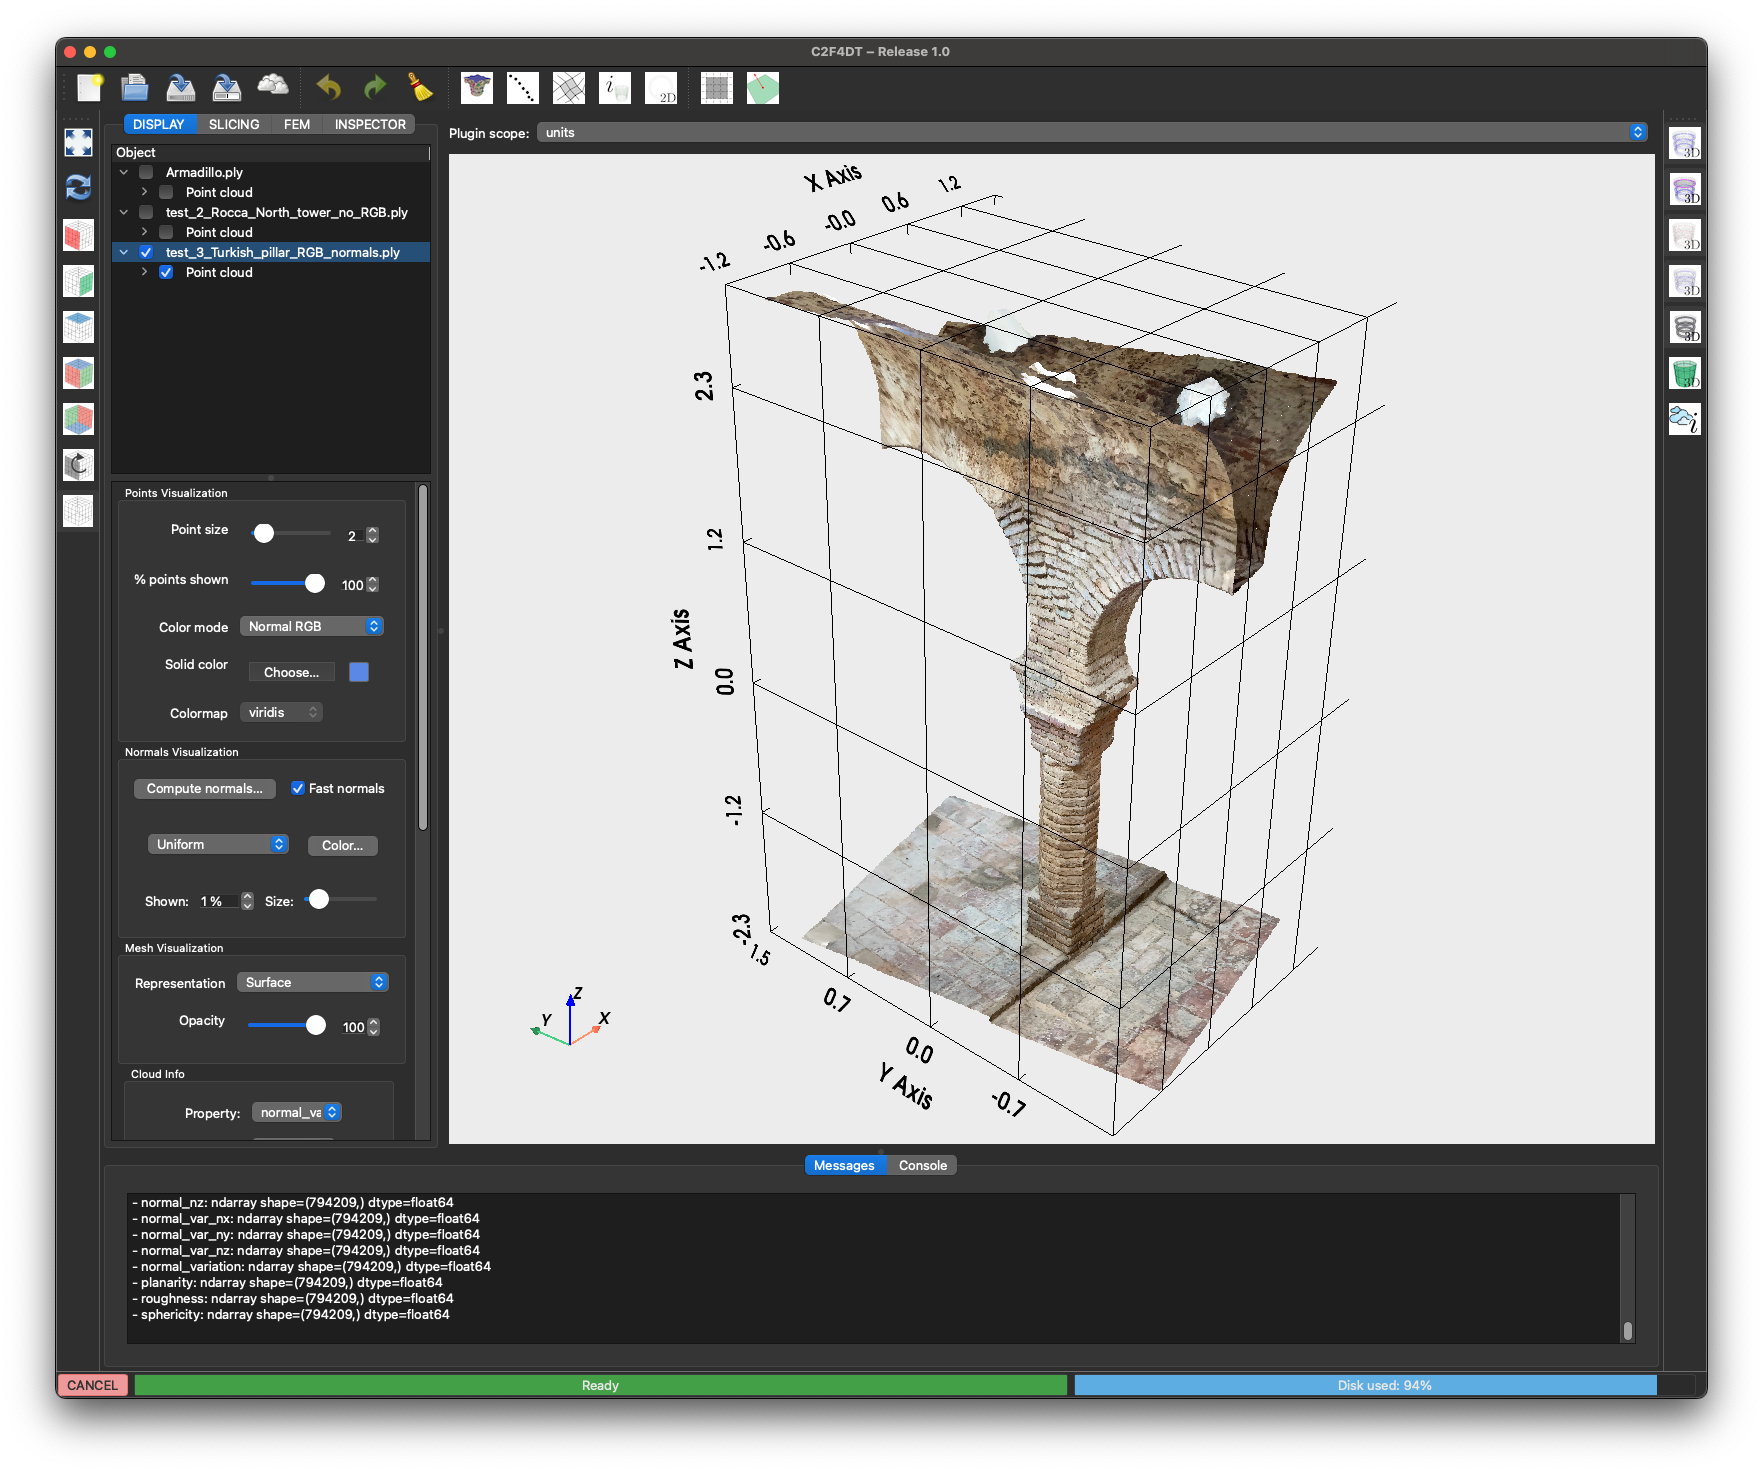 C2F4DT – Release 1.0
i
2D
DISPLAY SLICING FEM INSPECTOR
Plugin scope: units
Object
Armadillo.ply
Point cloud
test_2_Rocca_North_tower_no_RGB.ply
Point cloud
test_3_Turkish_pillar_RGB_normals.ply
Point cloud
Points Visualization
Point size 2
% points shown 100
Color mode Normal RGB
Solid color Choose...
Colormap viridis
Normals Visualization
Compute normals... Fast normals
Uniform Color...
Shown: 1 % Size:
Mesh Visualization
Representation Surface
Opacity 100
Cloud Info
Property: normal_va
X Axis
-1.2 -0.6 -0.0 0.6 1.2
Z Axis
2.3
1.2
0.0
-1.2
-2.3
-1.5
0.7
0.0
-0.7
Y Axis
Z
Y
X
3D
3D
3D
3D
3D
3D
i
Messages Console
- normal_nz: ndarray shape=(794209,) dtype=float64
- normal_var_nx: ndarray shape=(794209,) dtype=float64
- normal_var_ny: ndarray shape=(794209,) dtype=float64
- normal_var_nz: ndarray shape=(794209,) dtype=float64
- normal_variation: ndarray shape=(794209,) dtype=float64
- planarity: ndarray shape=(794209,) dtype=float64
- roughness: ndarray shape=(794209,) dtype=float64
- sphericity: ndarray shape=(794209,) dtype=float64
CANCEL Ready Disk used: 94%